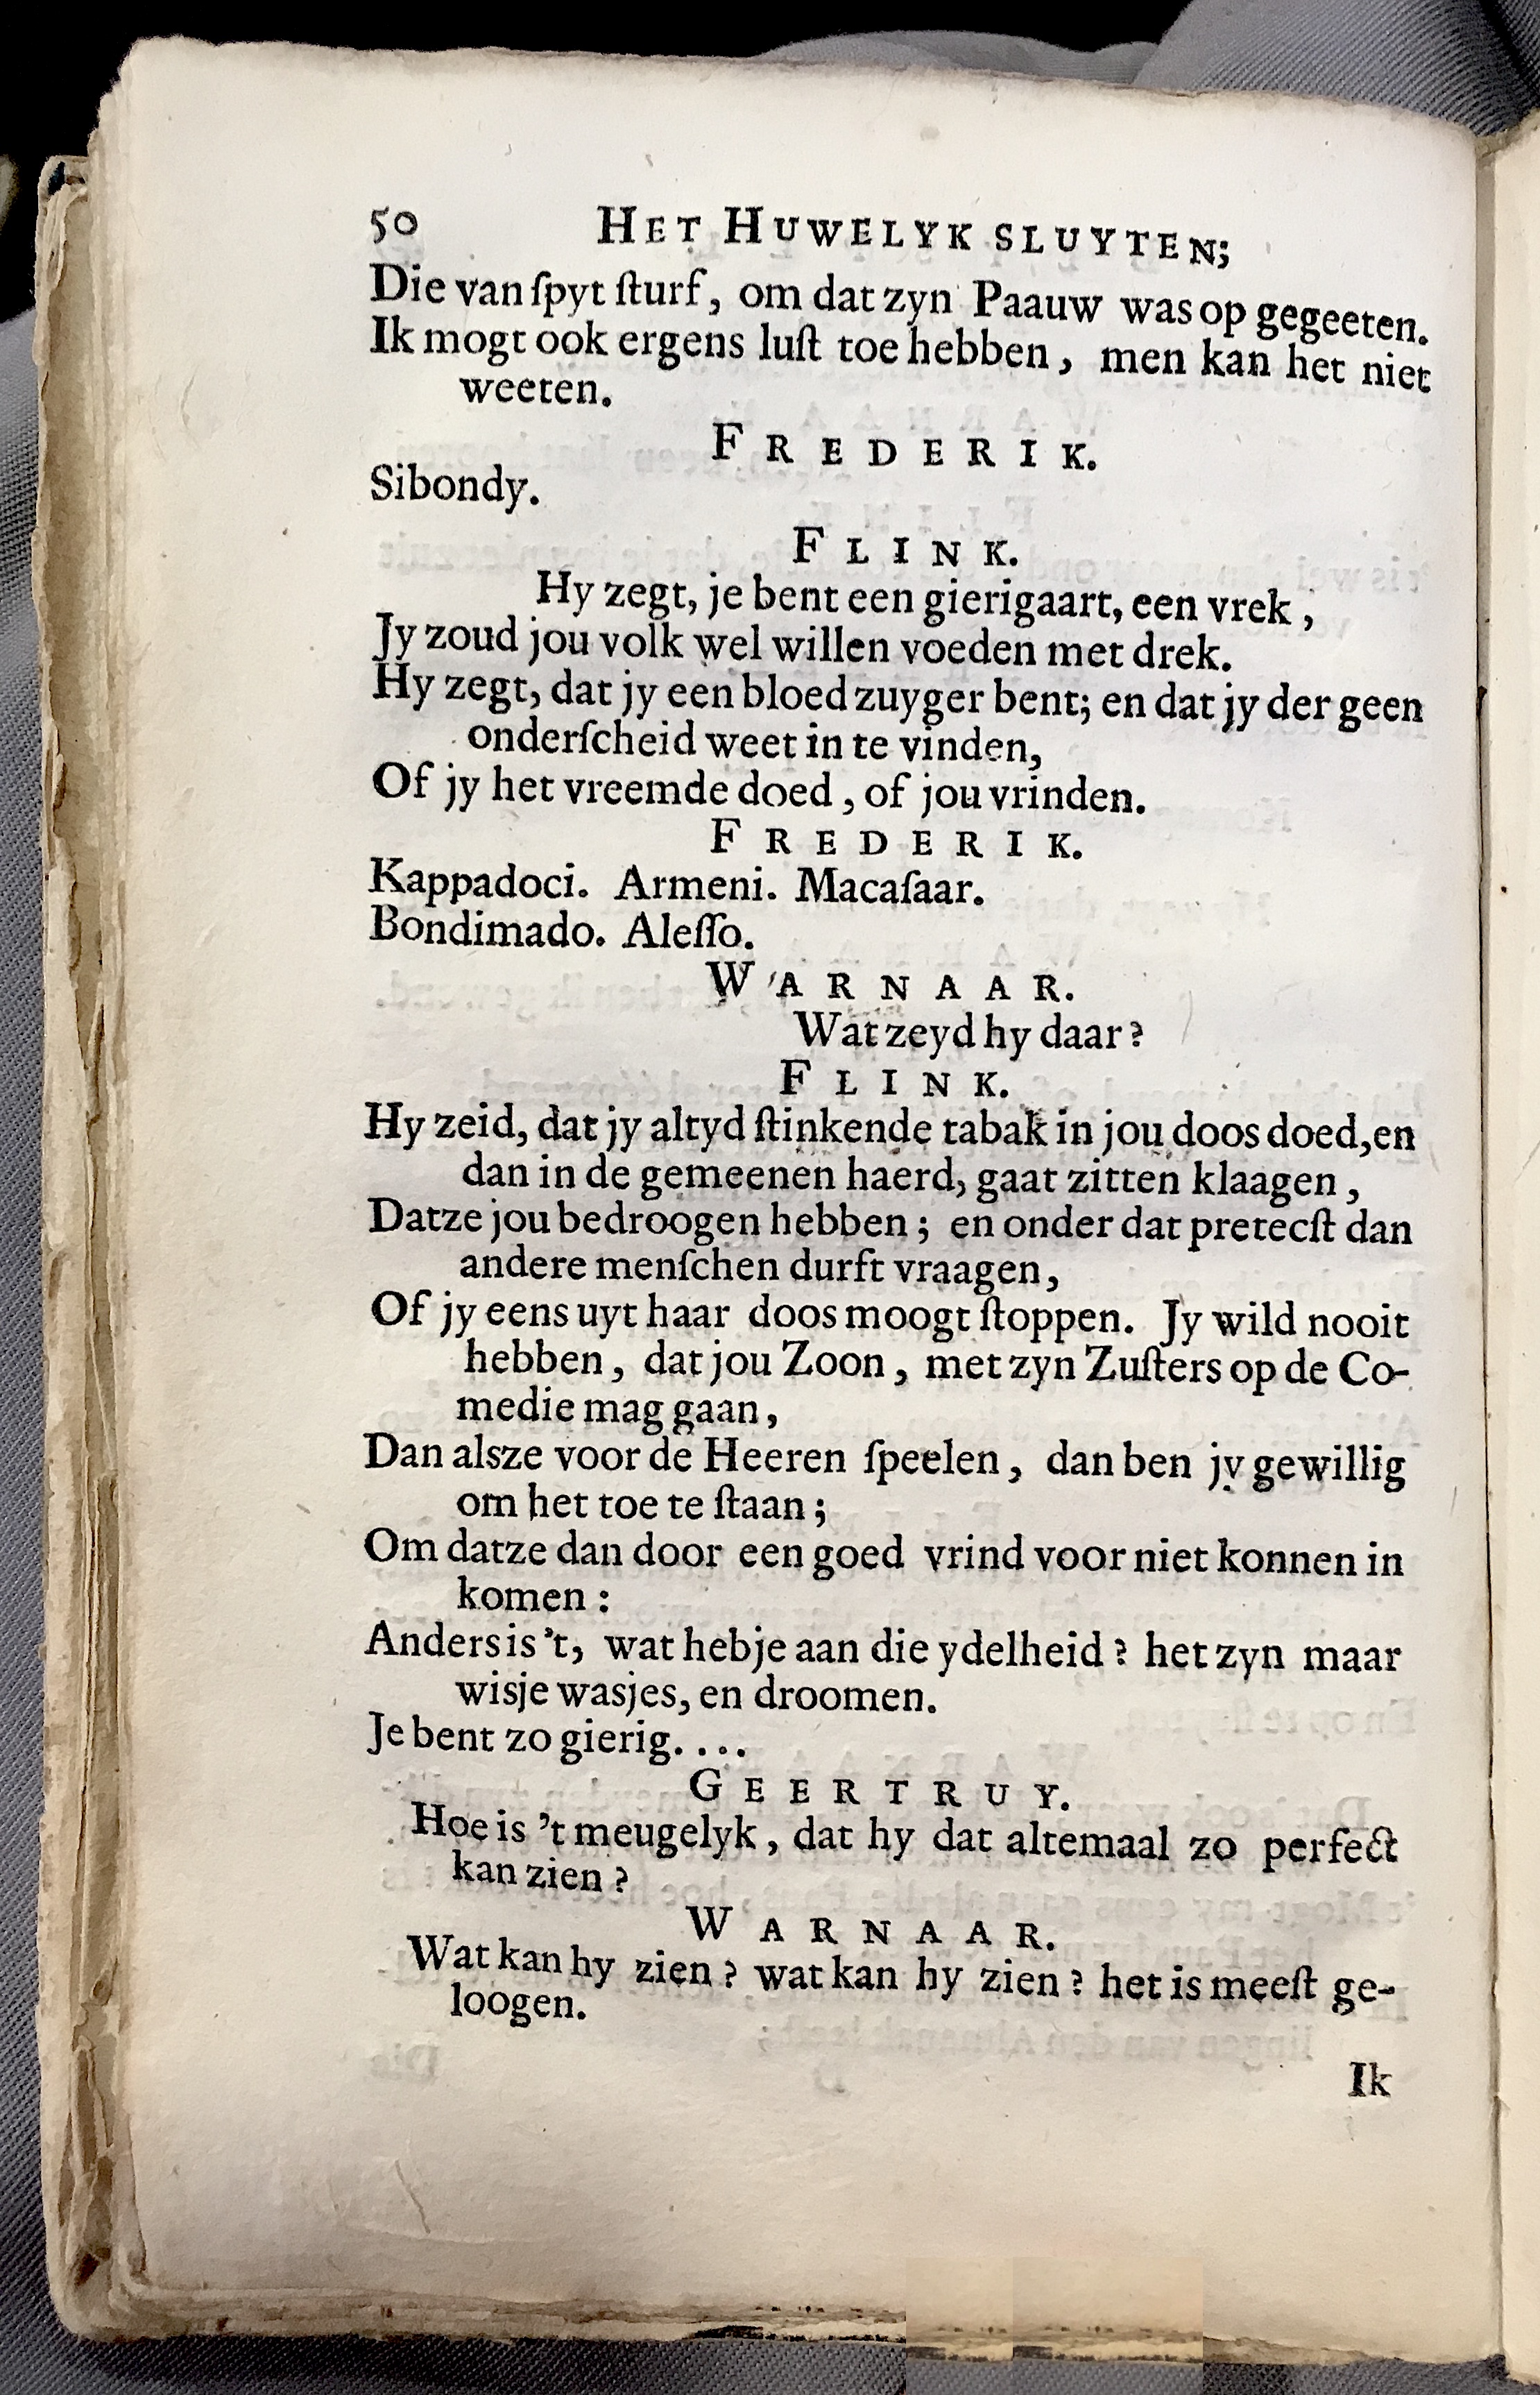 50 HET HUWELYK SLUYTEN;
Die van ſpyt ſturf, om dat zyn Paauw was op gegeeten.
Ik mogt ook ergens luſt toe hebben, men kan het niet
weeten.
FREDERIK.
Sibondy.
FLINK.
Hy zegt, je bent een gierigaart, een vrek,
Jy zoud jou volk wel willen voeden met drek.
Hy zegt, dat jy een bloed zuyger bent; en dat jy der geen
onderſcheid weet in te vinden,
Of jy het vreemde doed, of jou vrinden.
FREDERIK.
Kappadoci. Armeni. Macaſaar.
Bondimado. Aleſſo.
WARNAAR.
Wat zeyd hy daar?
FLINK.
Hy zeid, dat jy altyd ſtinkende tabak in jou doos doed, en
dan in de gemeenen haerd, gaat zitten klaagen,
Datze jou bedroogen hebben; en onder dat pretecſt dan
andere menſchen durft vraagen,
Of jy eens uyt haar doos moogt ſtoppen. Jy wild nooit
hebben, dat jou Zoon, met zyn Zuſters op de Co-
medie mag gaan,
Dan alsze voor de Heeren ſpeelen, dan ben jy gewillig
om het toe te ſtaan;
Om datze dan door een goed vrind voor niet konnen in
komen:
Anders is 't, wat hebje aan die ydelheid? het zyn maar
wisje wasjes, en droomen.
Je bent zo gierig....
GEERTRUY.
Hoe is 't meugelyk, dat hy dat altemaal zo perfect
kan zien?
WARNAAR.
Wat kan hy zien? wat kan hy zien? het is meeſt ge-
loogen.
Ik